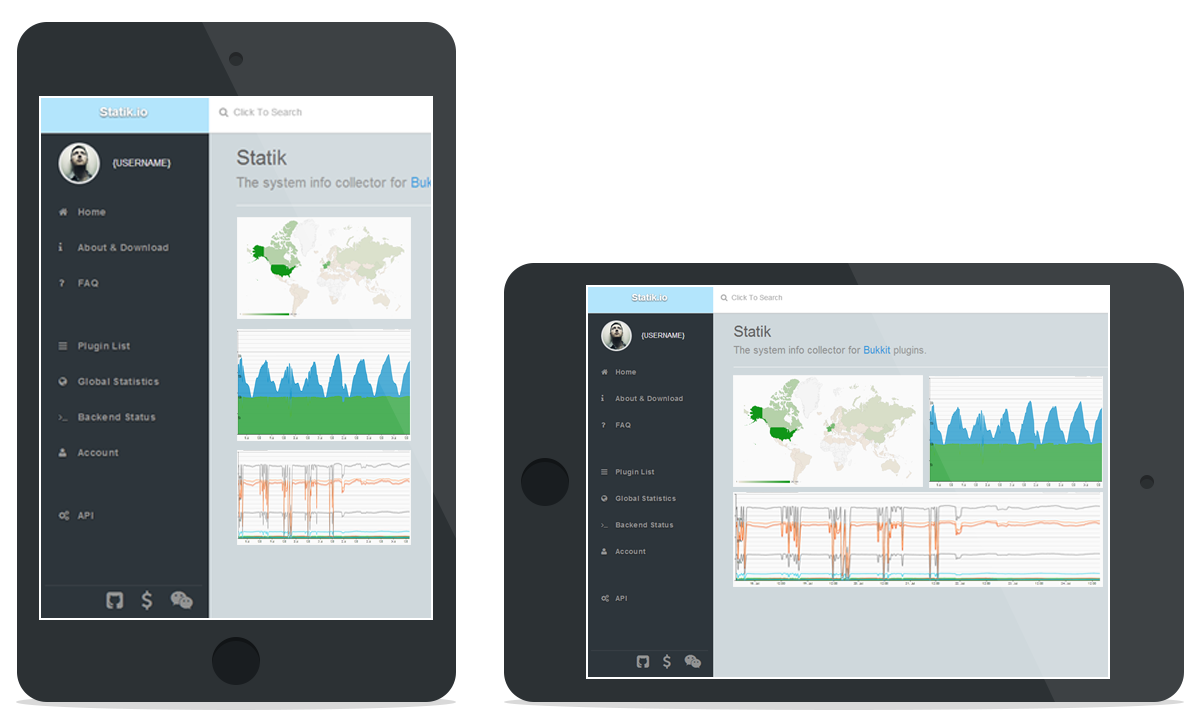 Statik.io
Click To Search
{USERNAME}
Statik
The system info collector for Buk
Home
About & Download
FAQ
Plugin List
Global Statistics
Backend Status
Account
API
Statik.io
Click To Search
{USERNAME}
Statik
The system info collector for Bukkit plugins.
Home
About & Download
FAQ
Plugin List
Global Statistics
Backend Status
Account
API